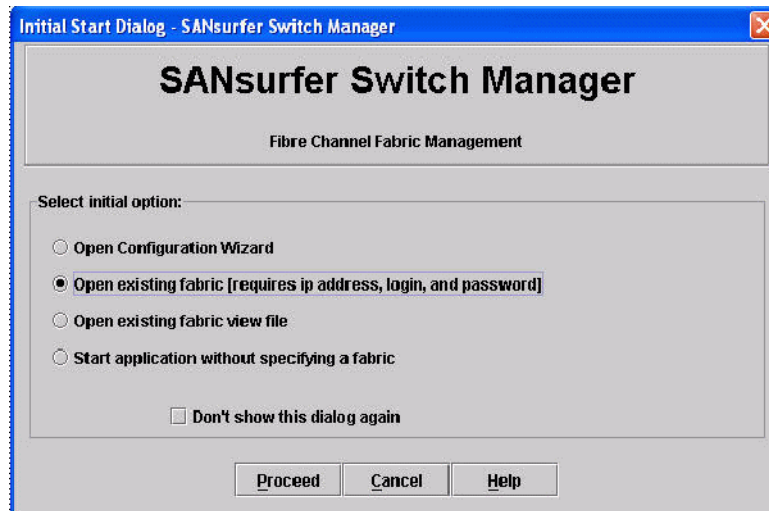 Initial Start Dialog - SANsurfer Switch Manager
SANsurfer Switch Manager
Fibre Channel Fabric Management
Select initial option:
Open Configuration Wizard
Open existing fabric [requires ip address, login, and password]
Open existing fabric view file
Start application without specifying a fabric
Don't show this dialog again
Proceed
Cancel
Help